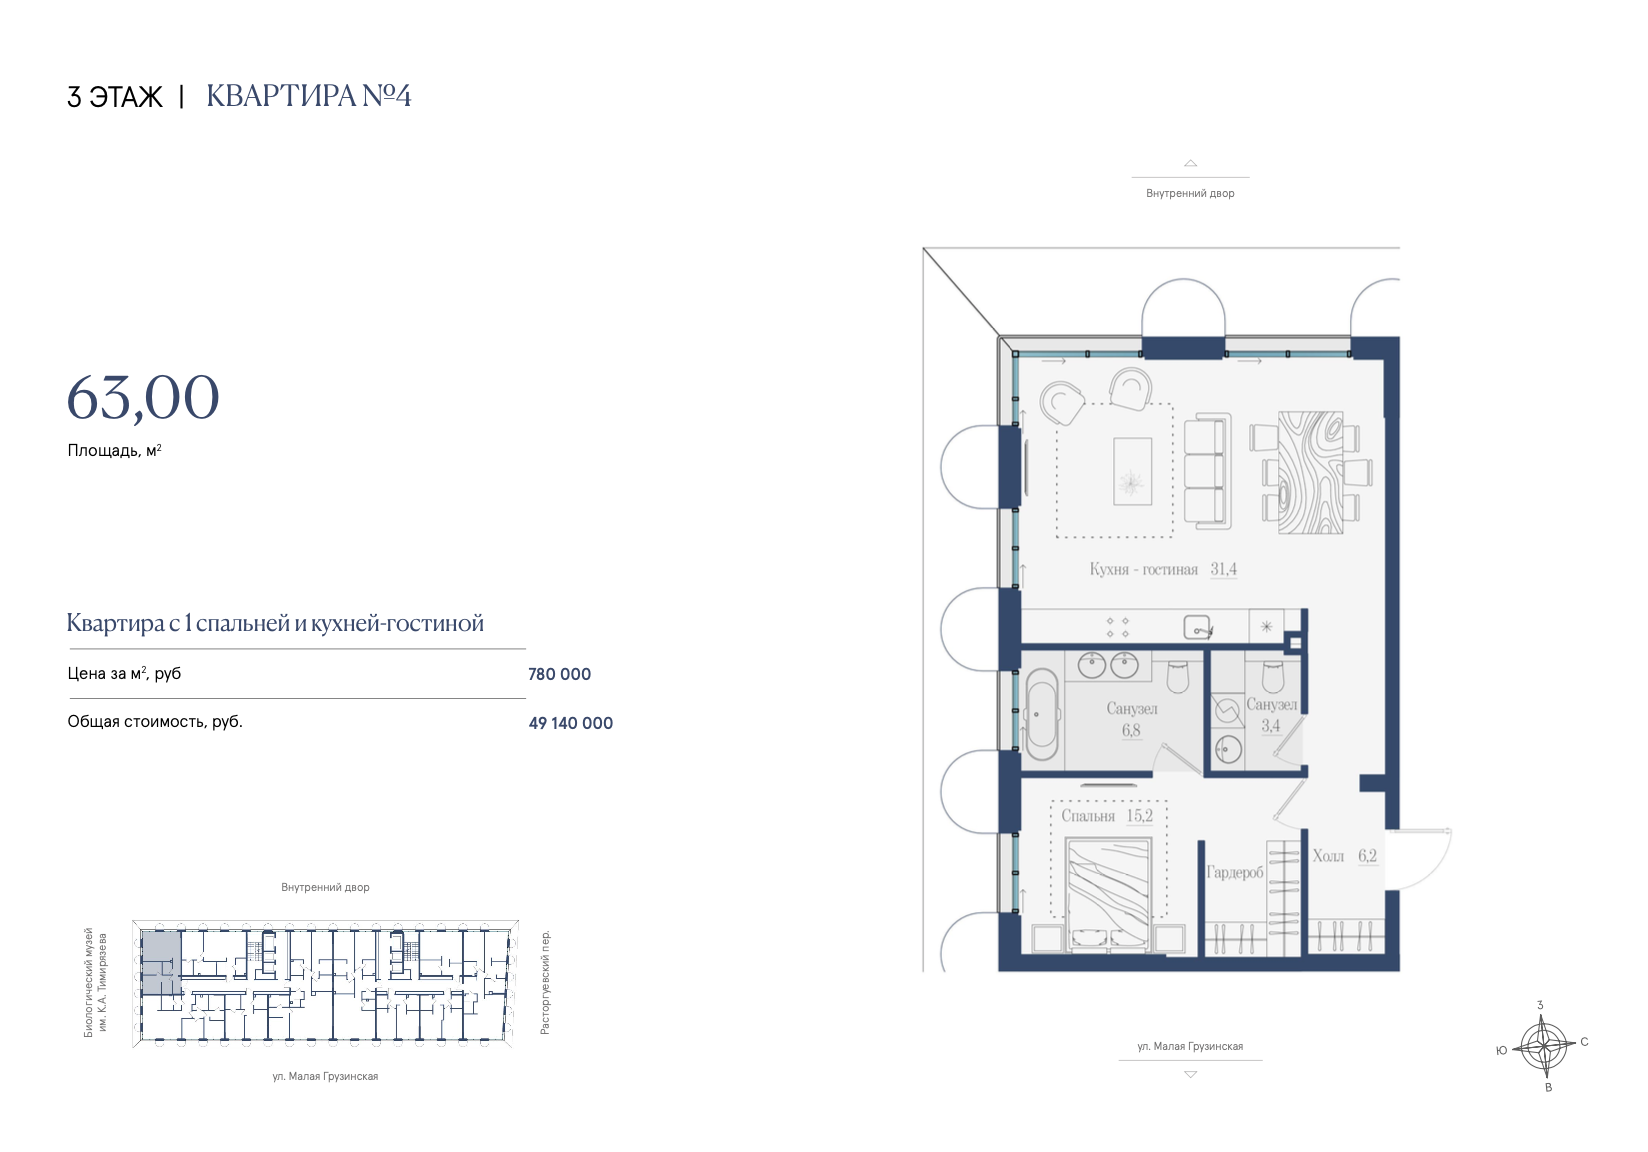 3 ЭТАЖ | КВАРТИРА №4
63,00
Площадь, м²
Квартира с 1 спальней и кухней-гостиной
Цена за м², руб 780 000
Общая стоимость, руб. 49 140 000
Внутренний двор
Биологический музей
им. К.А. Тимирязева
Расторгуевский пер.
ул. Малая Грузинская
Внутренний двор
Кухня - гостиная 31,4
Санузел
6,8
Санузел
3,4
Спальня 15,2
Гардероб
Холл 6,2
ул. Малая Грузинская
З
Ю
С
В